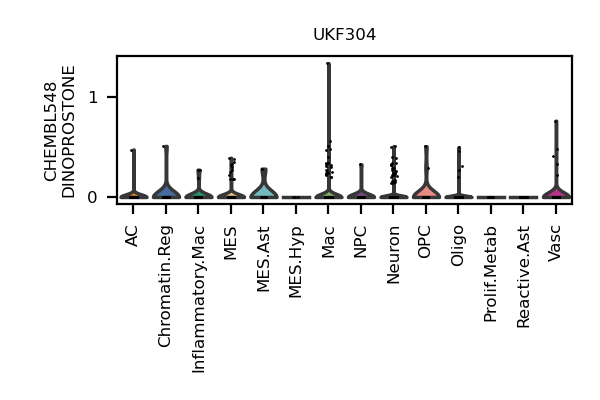 UKF304
CHEMBL548
DINOPROSTONE
1
0
AC
Chromatin.Reg
Inflammatory.Mac
MES
MES.Ast
MES.Hyp
Mac
NPC
Neuron
OPC
Oligo
Prolif.Metab
Reactive.Ast
Vasc